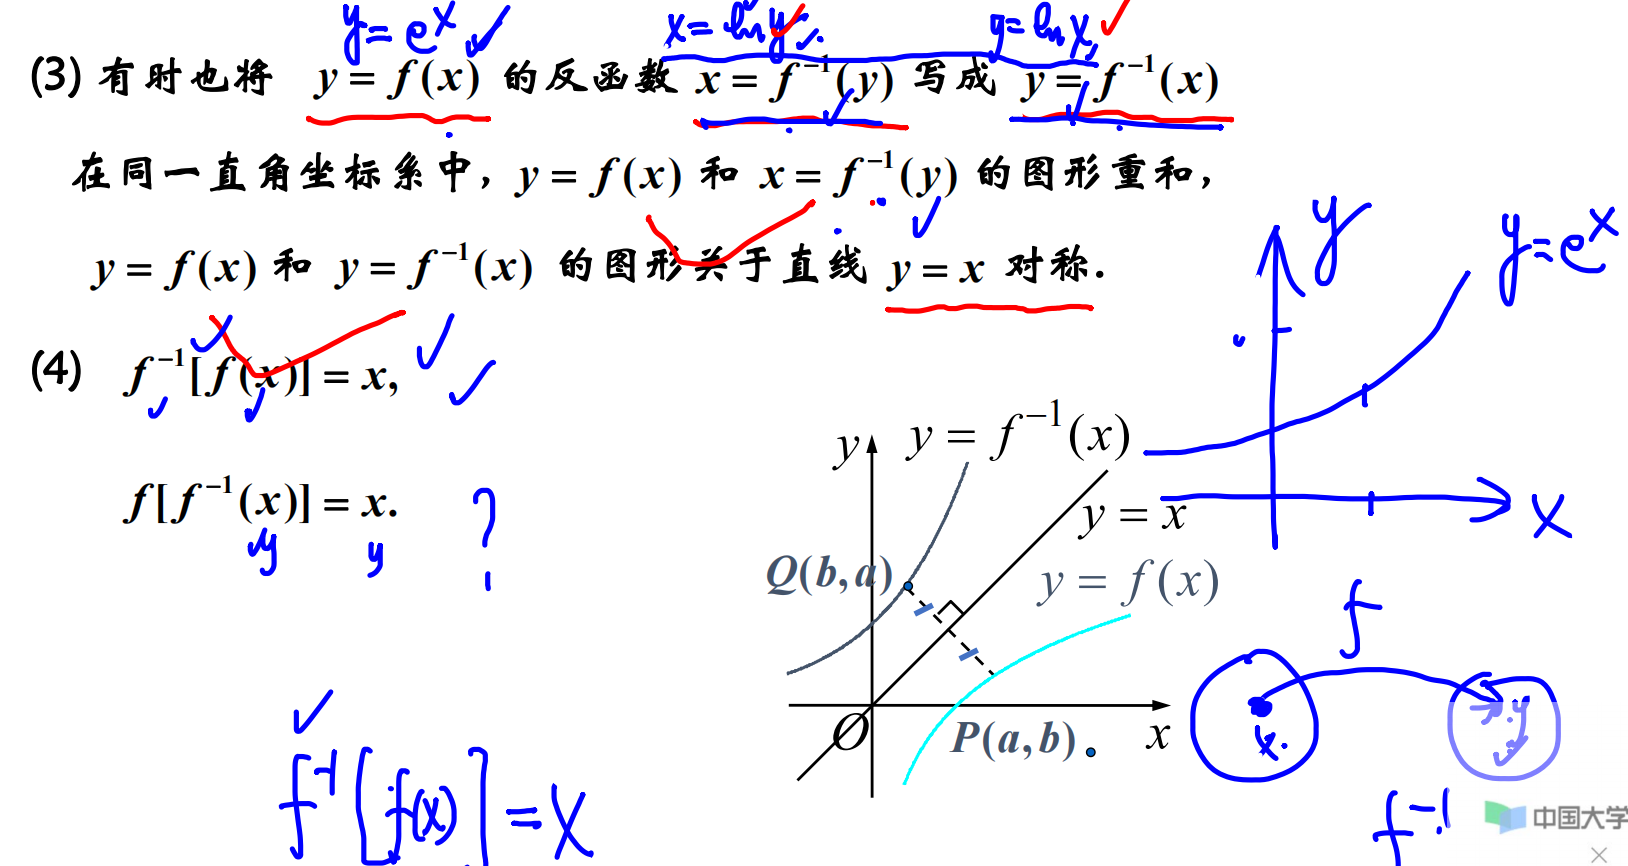 y = eˣ x = ln y y = ln x
(3) 有时也将 y = f(x) 的反函数 x = f⁻¹(y) 写成 y = f⁻¹(x)
在同一直角坐标系中，y = f(x) 和 x = f⁻¹(y) 的图形重和，
y = f(x) 和 y = f⁻¹(x) 的图形关于直线 y = x 对称.
y
y = eˣ
(4) f⁻¹[f(x)] = x,
f[f⁻¹(x)] = x. ?
y y
y y = f⁻¹(x)
y = x
x
Q(b,a)
y = f(x)
f
O P(a,b) x
x. y
f⁻¹[f(x)] = x
f⁻¹
中国大学